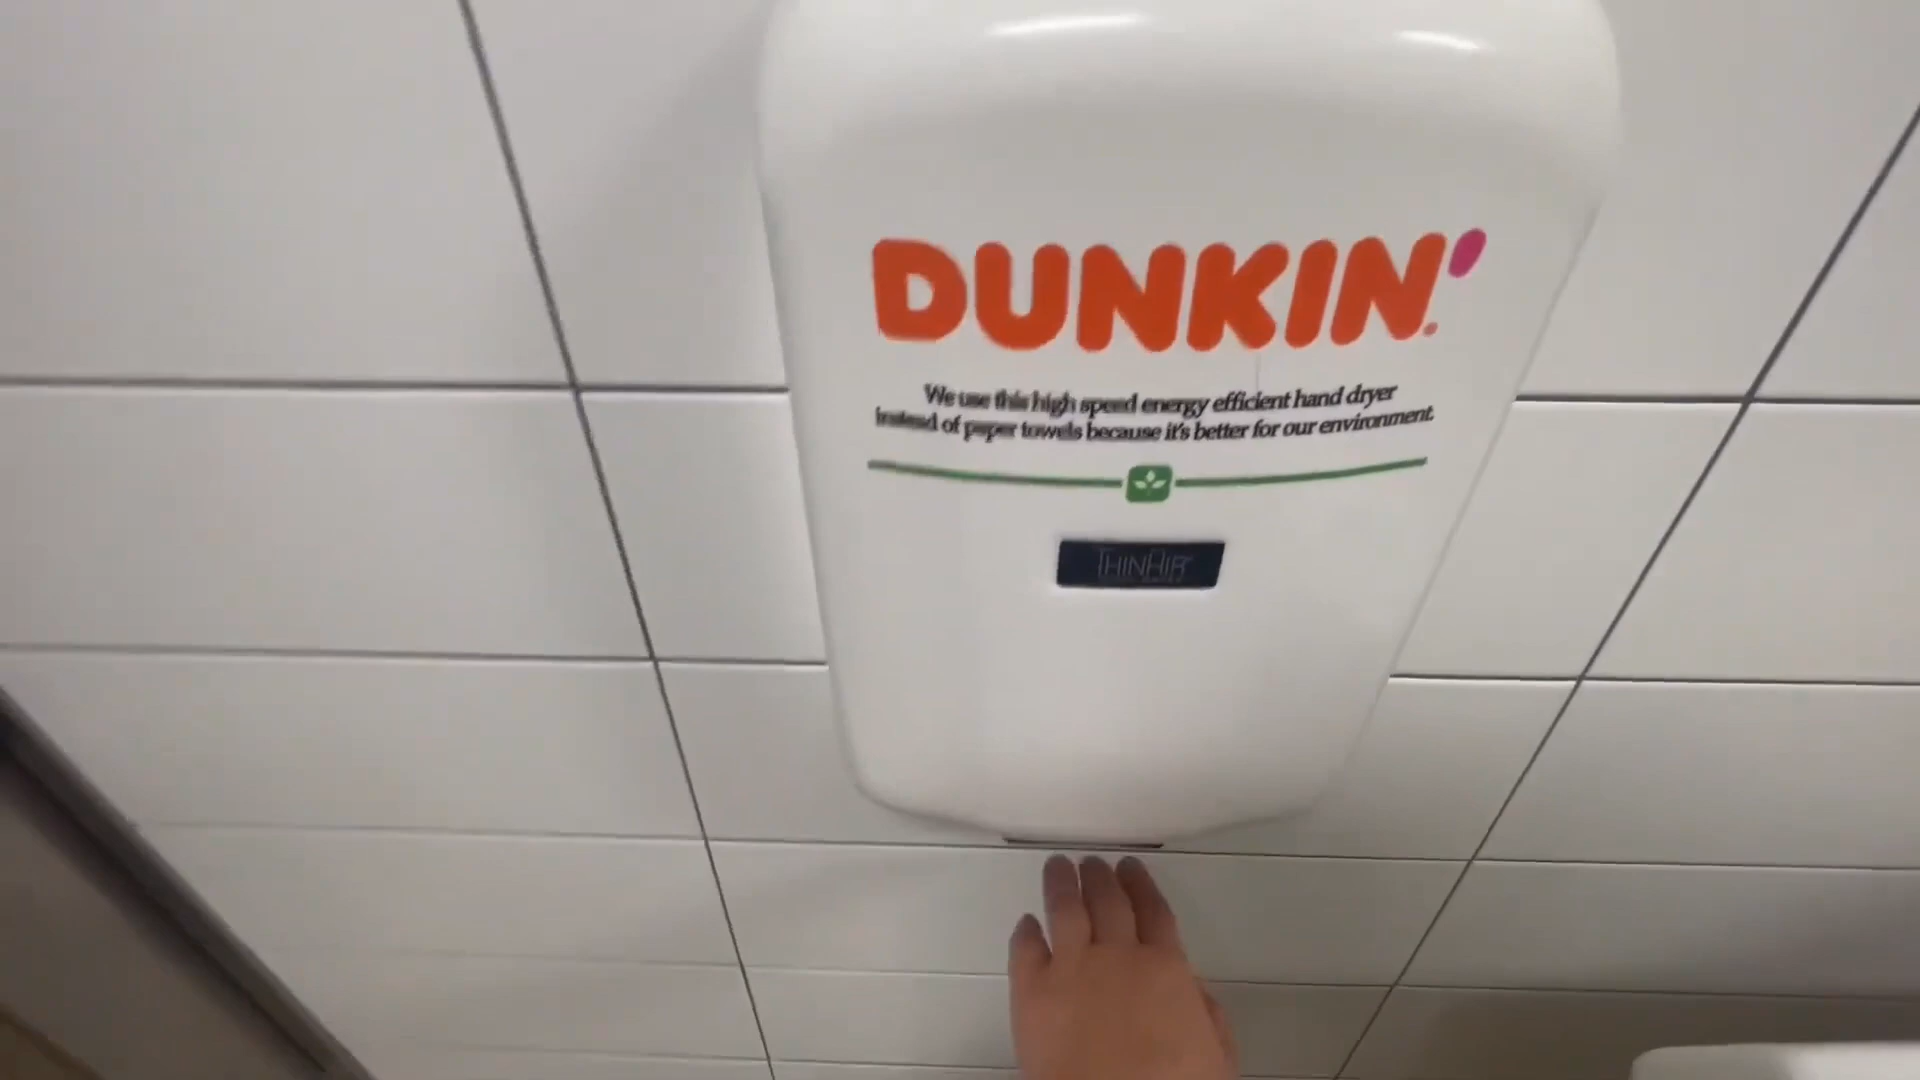 DUNKIN'
We use this high speed energy efficient hand dryer
instead of paper towels because it's better for our environment.
THINAIR